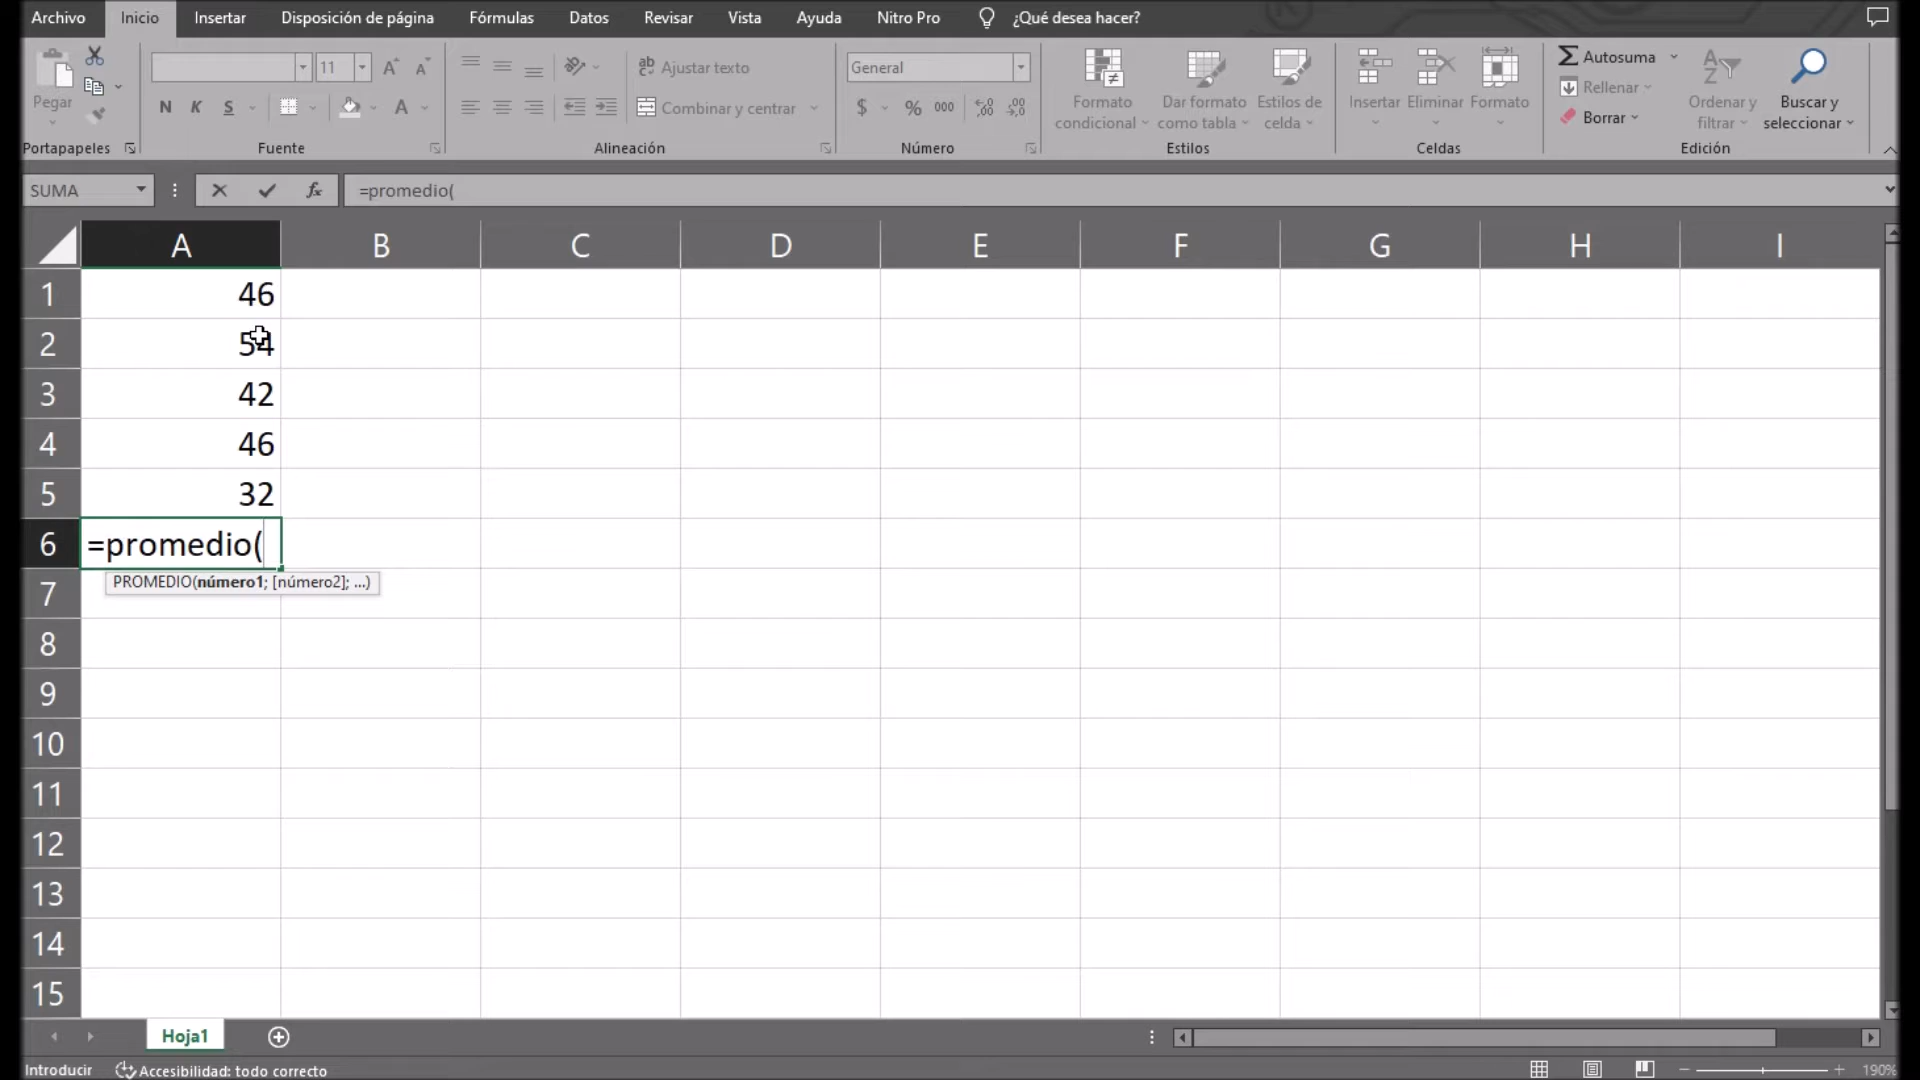 Archivo Inicio Insertar Disposición de página Fórmulas Datos Revisar Vista Ayuda Nitro Pro ¿Qué desea hacer?
Pegar
Portapapeles
11
N K S
Fuente
Ajustar texto
Combinar y centrar
Alineación
General
$ % 000
Número
Formato condicional
Dar formato como tabla
Estilos de celda
Estilos
Insertar Eliminar Formato
Celdas
Autosuma
Rellenar
Borrar
Ordenar y filtrar
Buscar y seleccionar
Edición
SUMA fx =promedio(
A B C D E F G H I
1 46
2 54
3 42
4 46
5 32
6 =promedio(
PROMEDIO(número1; [número2]; ...)
7
8
9
10
11
12
13
14
15
Hoja1
Introducir Accesibilidad: todo correcto 190%